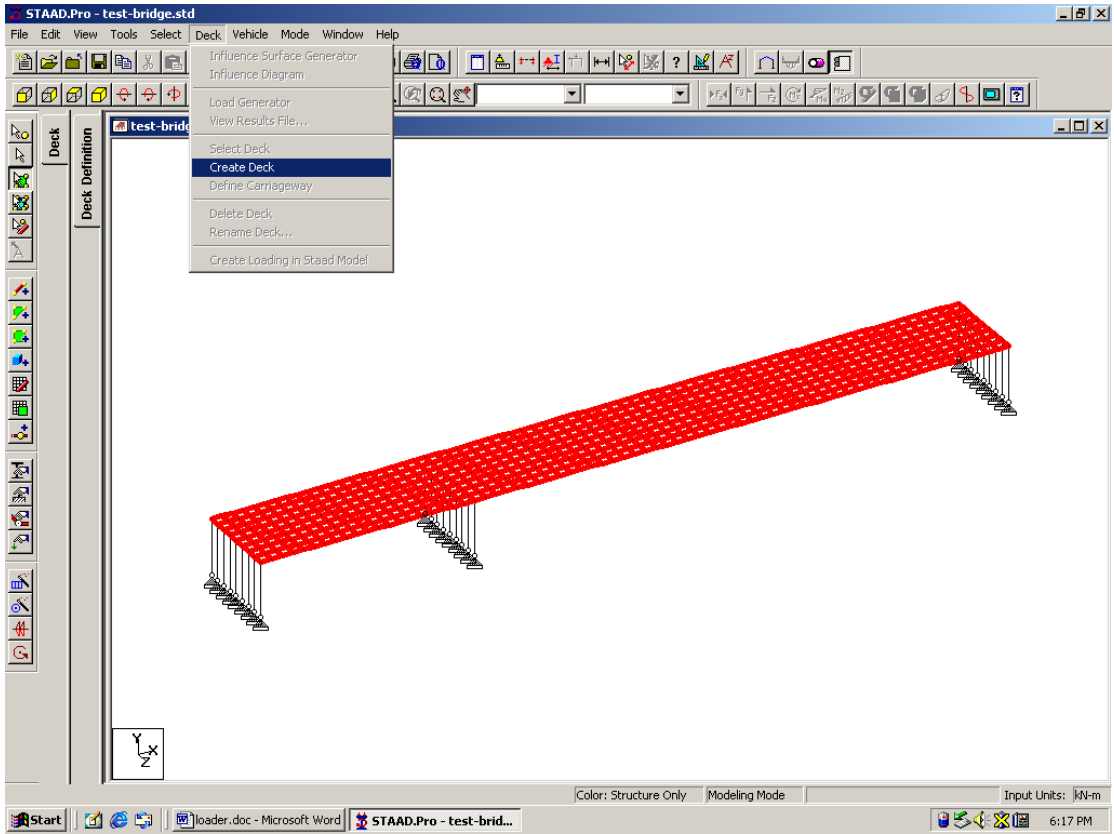 STAAD.Pro - test-bridge.std
File Edit View Tools Select Deck Vehicle Mode Window Help
Influence Surface Generator
Influence Diagram
Load Generator
View Results File...
Select Deck
Create Deck
Define Carriageway
Delete Deck
Rename Deck...
Create Loading in Staad Model
Deck
Deck Definition
test-bridg
Y
X
Z
Color: Structure Only Modeling Mode Input Units: kN-m
Start loader.doc - Microsoft Word STAAD.Pro - test-brid... 6:17 PM